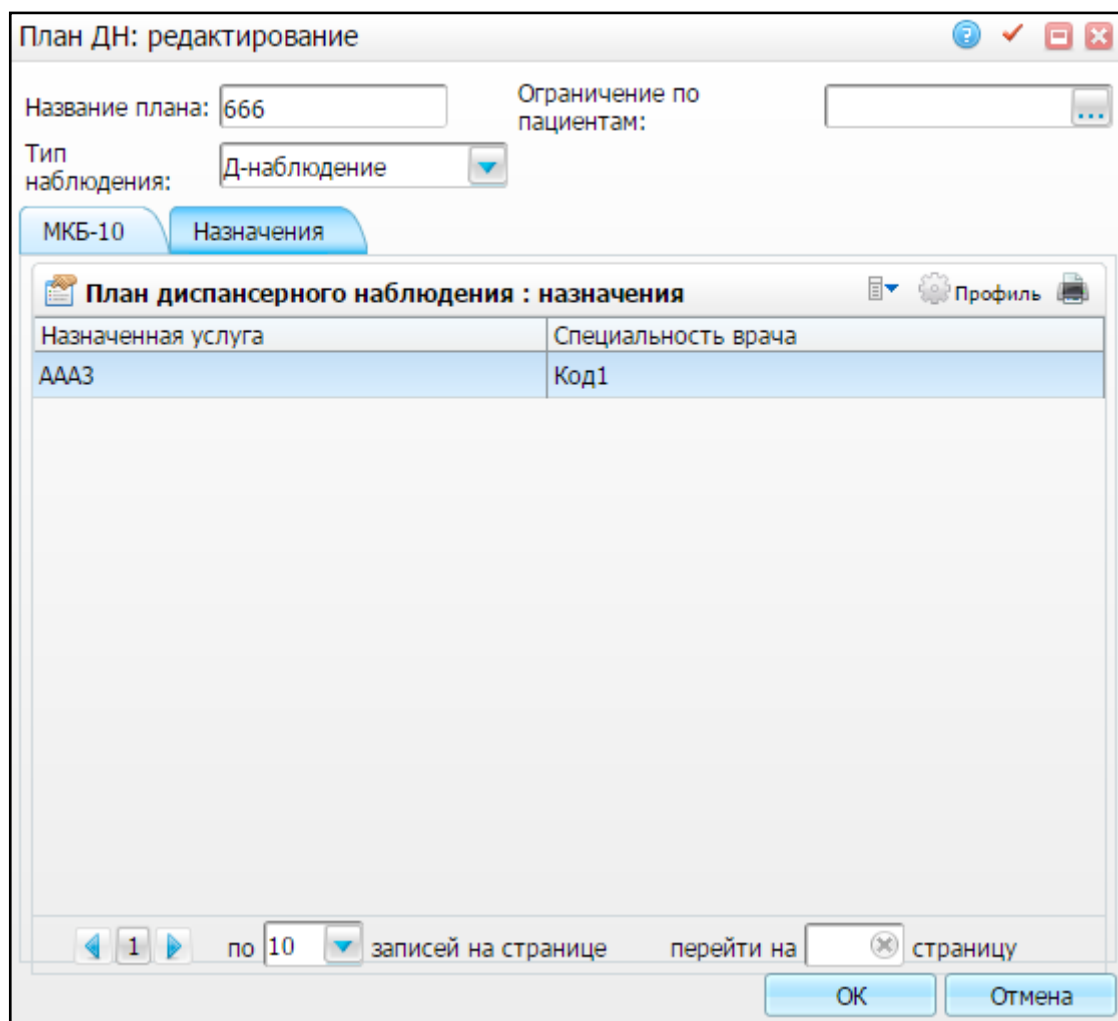 План ДН: редактирование
Название плана: 666
Ограничение по
пациентам:
Тип
наблюдения:
Д-наблюдение
МКБ-10 Назначения
План диспансерного наблюдения : назначения Профиль
Назначенная услуга Специальность врача
ААА3 Код1
1 по 10 записей на странице перейти на страницу
ОК Отмена